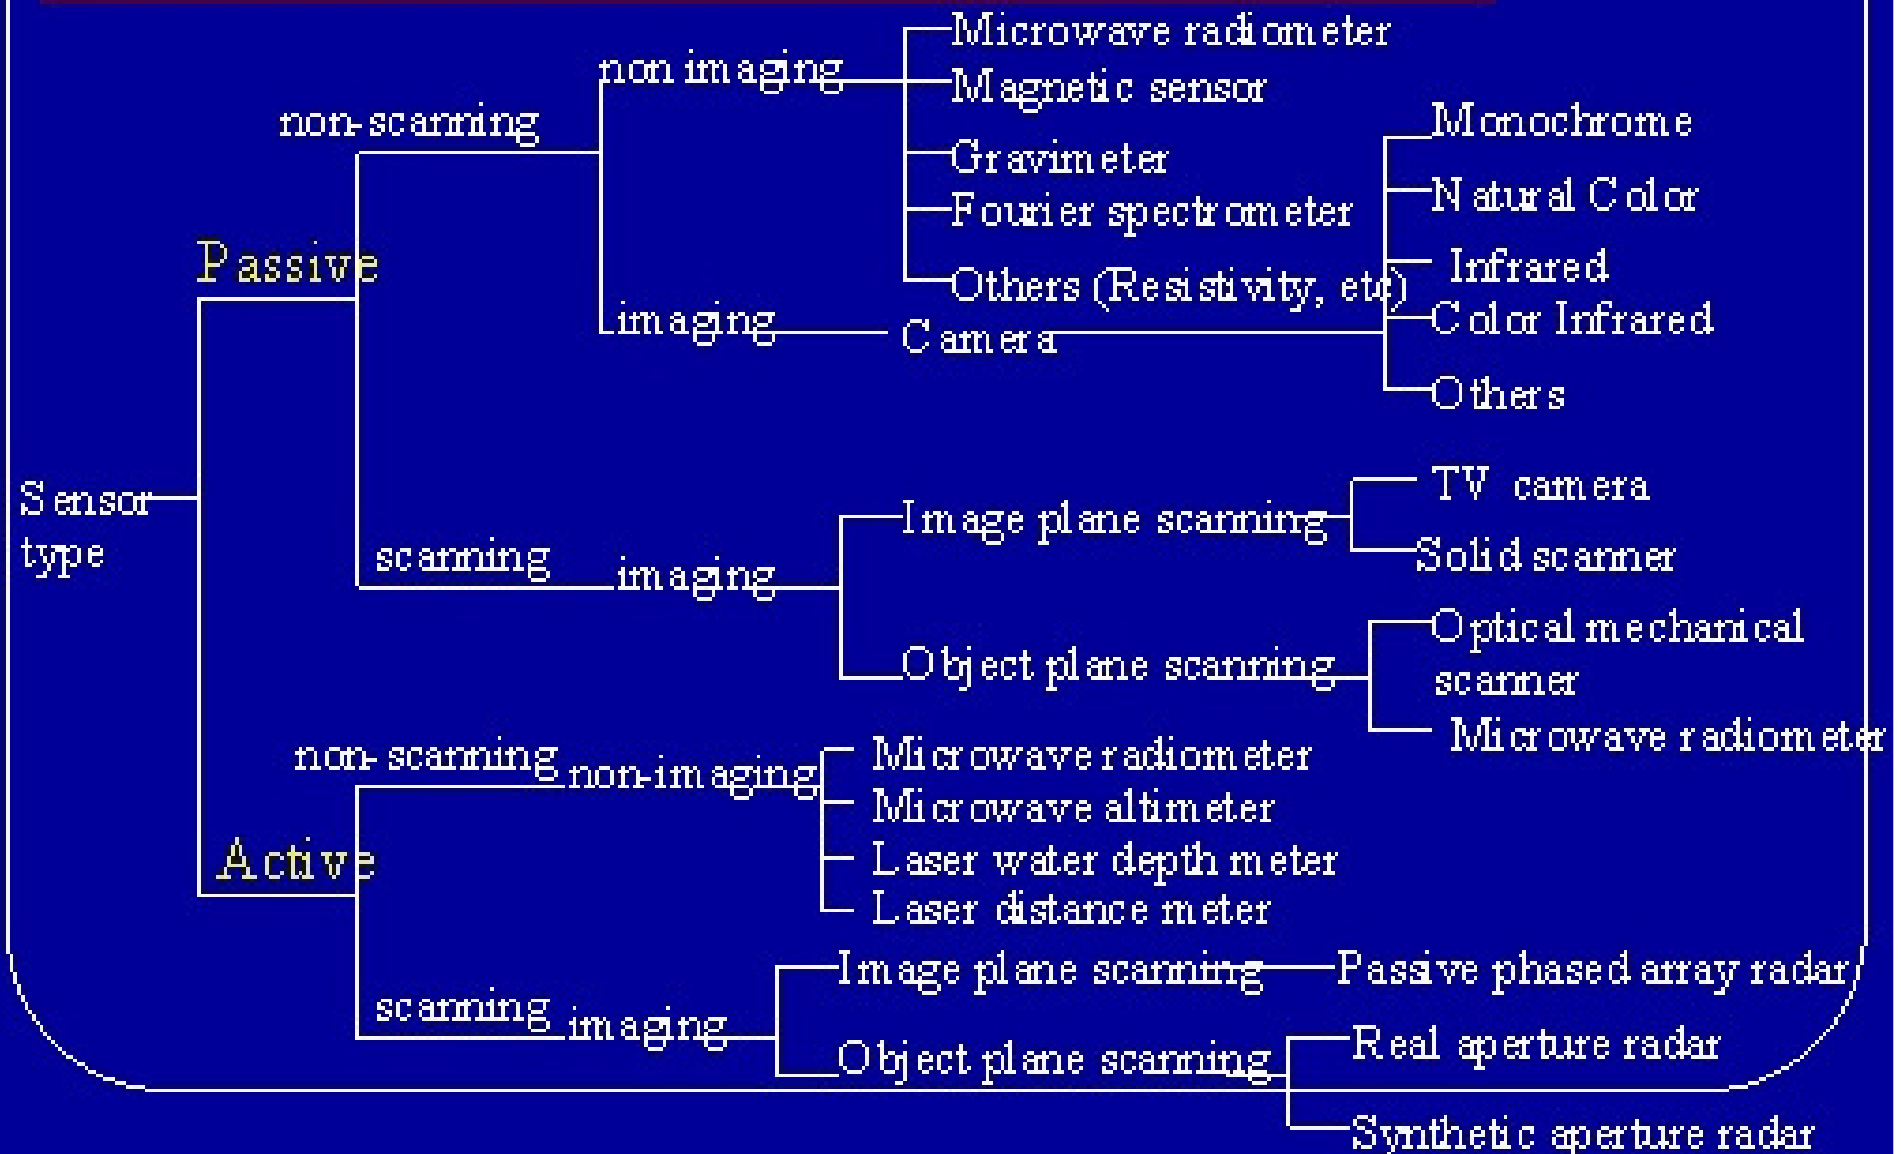 Microwave radiometer
non imaging
Magnetic sensor
non-scanning
Monochrome
Gravimeter
Natural Color
Fourier spectrometer
Passive
Infrared
Others (Resistivity, etc)
imaging
Camera
Color Infrared
Others
Sensor
type
TV camera
Image plane scanning
Solid scanner
scanning
imaging
Optical mechanical
scanner
Object plane scanning
Microwave radiometer
non-scanning
non-imaging
Microwave radiometer
Microwave altimeter
Active
Laser water depth meter
Laser distance meter
Image plane scanning
Passive phased array radar
scanning
imaging
Real aperture radar
Object plane scanning
Synthetic aperture radar